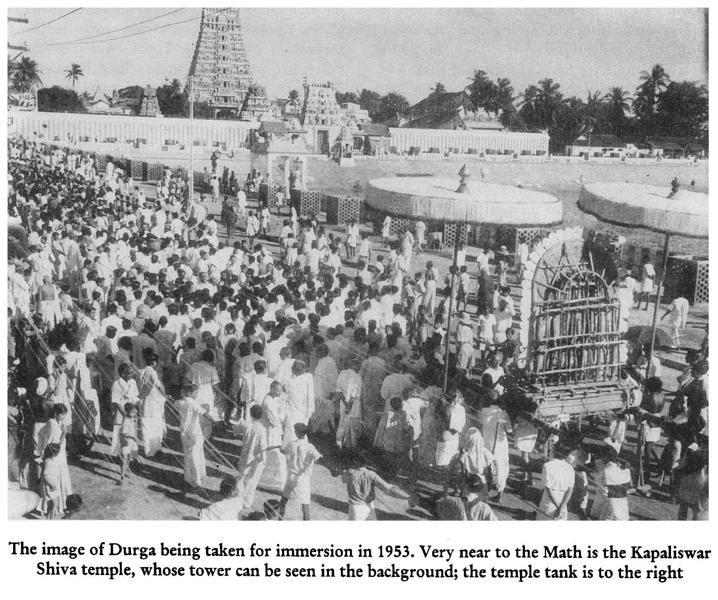 The image of Durga being taken for immersion in 1953. Very near to the Math is the Kapaliswar
Shiva temple, whose tower can be seen in the background; the temple tank is to the right